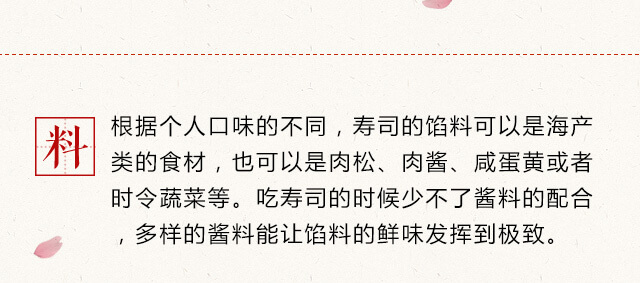 料
根据个人口味的不同，寿司的馅料可以是海产
类的食材，也可以是肉松、肉酱、咸蛋黄或者
时令蔬菜等。吃寿司的时候少不了酱料的配合
，多样的酱料能让馅料的鲜味发挥到极致。